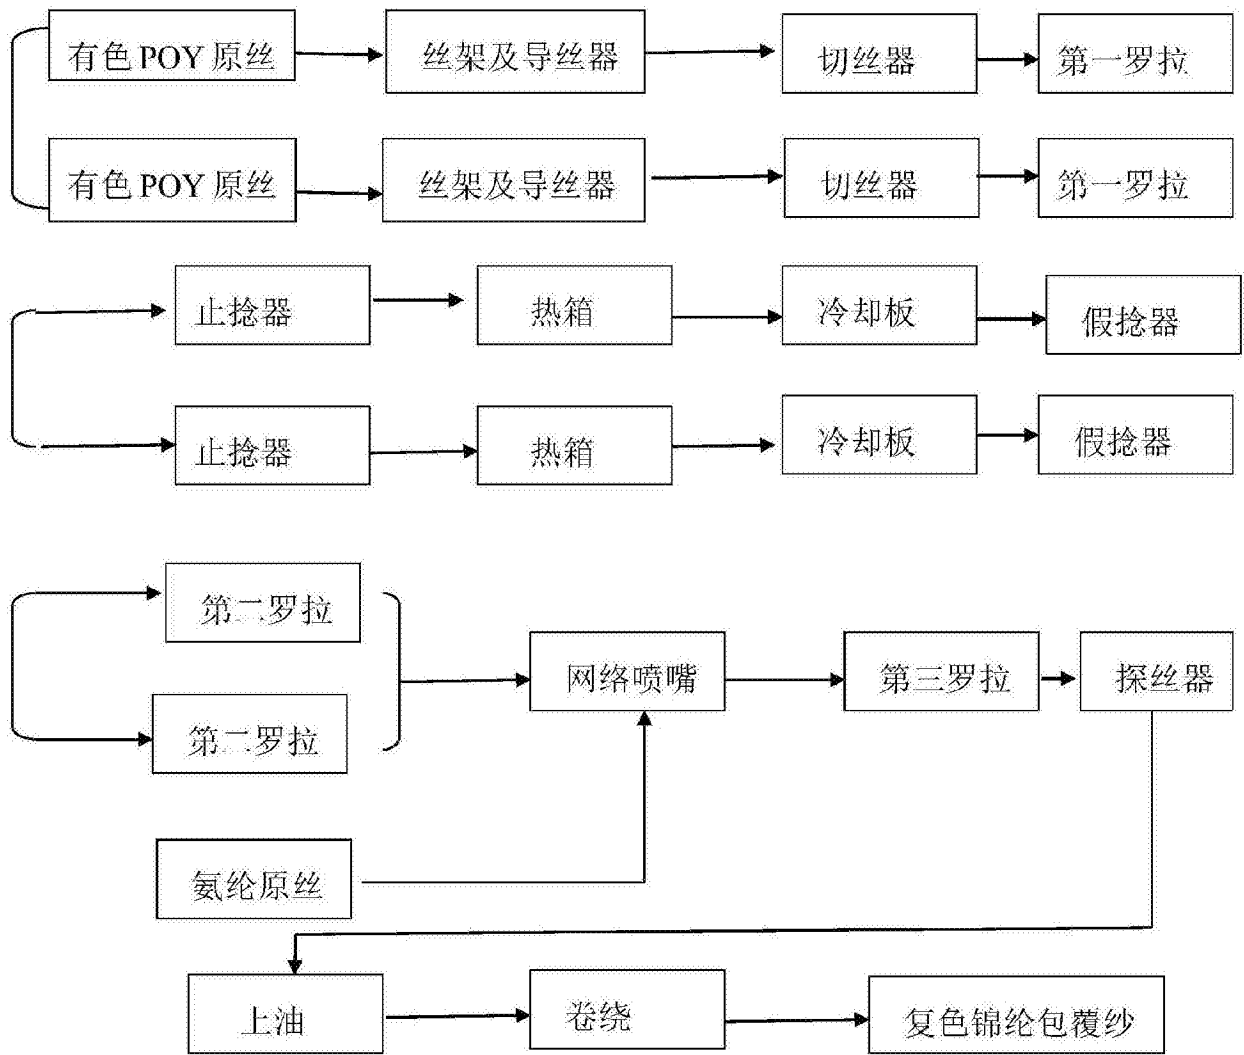 有色POY原丝 丝架及导丝器 切丝器 第一罗拉
有色POY原丝 丝架及导丝器 切丝器 第一罗拉
止捻器 热箱 冷却板 假捻器
止捻器 热箱 冷却板 假捻器
第二罗拉
网络喷嘴 第三罗拉 探丝器
第二罗拉
氨纶原丝
上油 卷绕 复色锦纶包覆纱